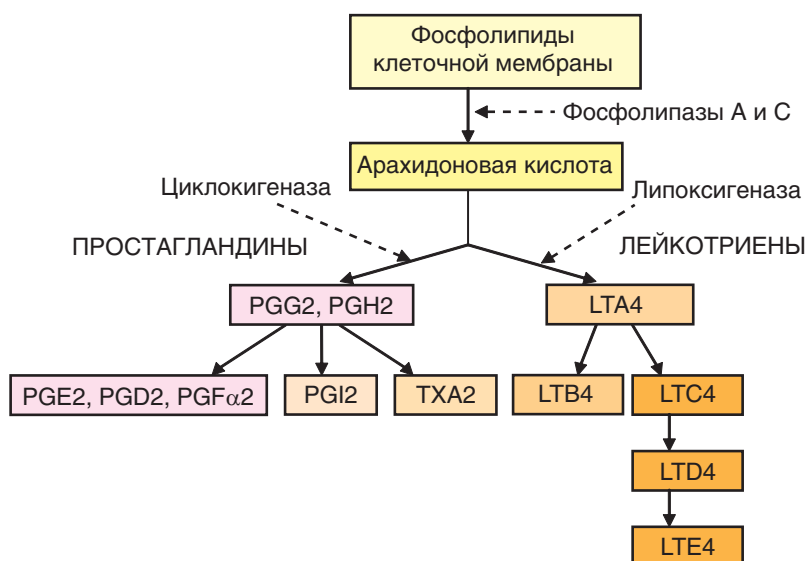 Фосфолипиды
клеточной мембраны
Фосфолипазы А и С
Арахидоновая кислота
Циклокигеназа
Липоксигеназа
ПРОСТАГЛАНДИНЫ
ЛЕЙКОТРИЕНЫ
PGG2, PGH2
LTA4
PGE2, PGD2, PGFα2
PGI2
TXA2
LTB4
LTC4
LTD4
LTE4